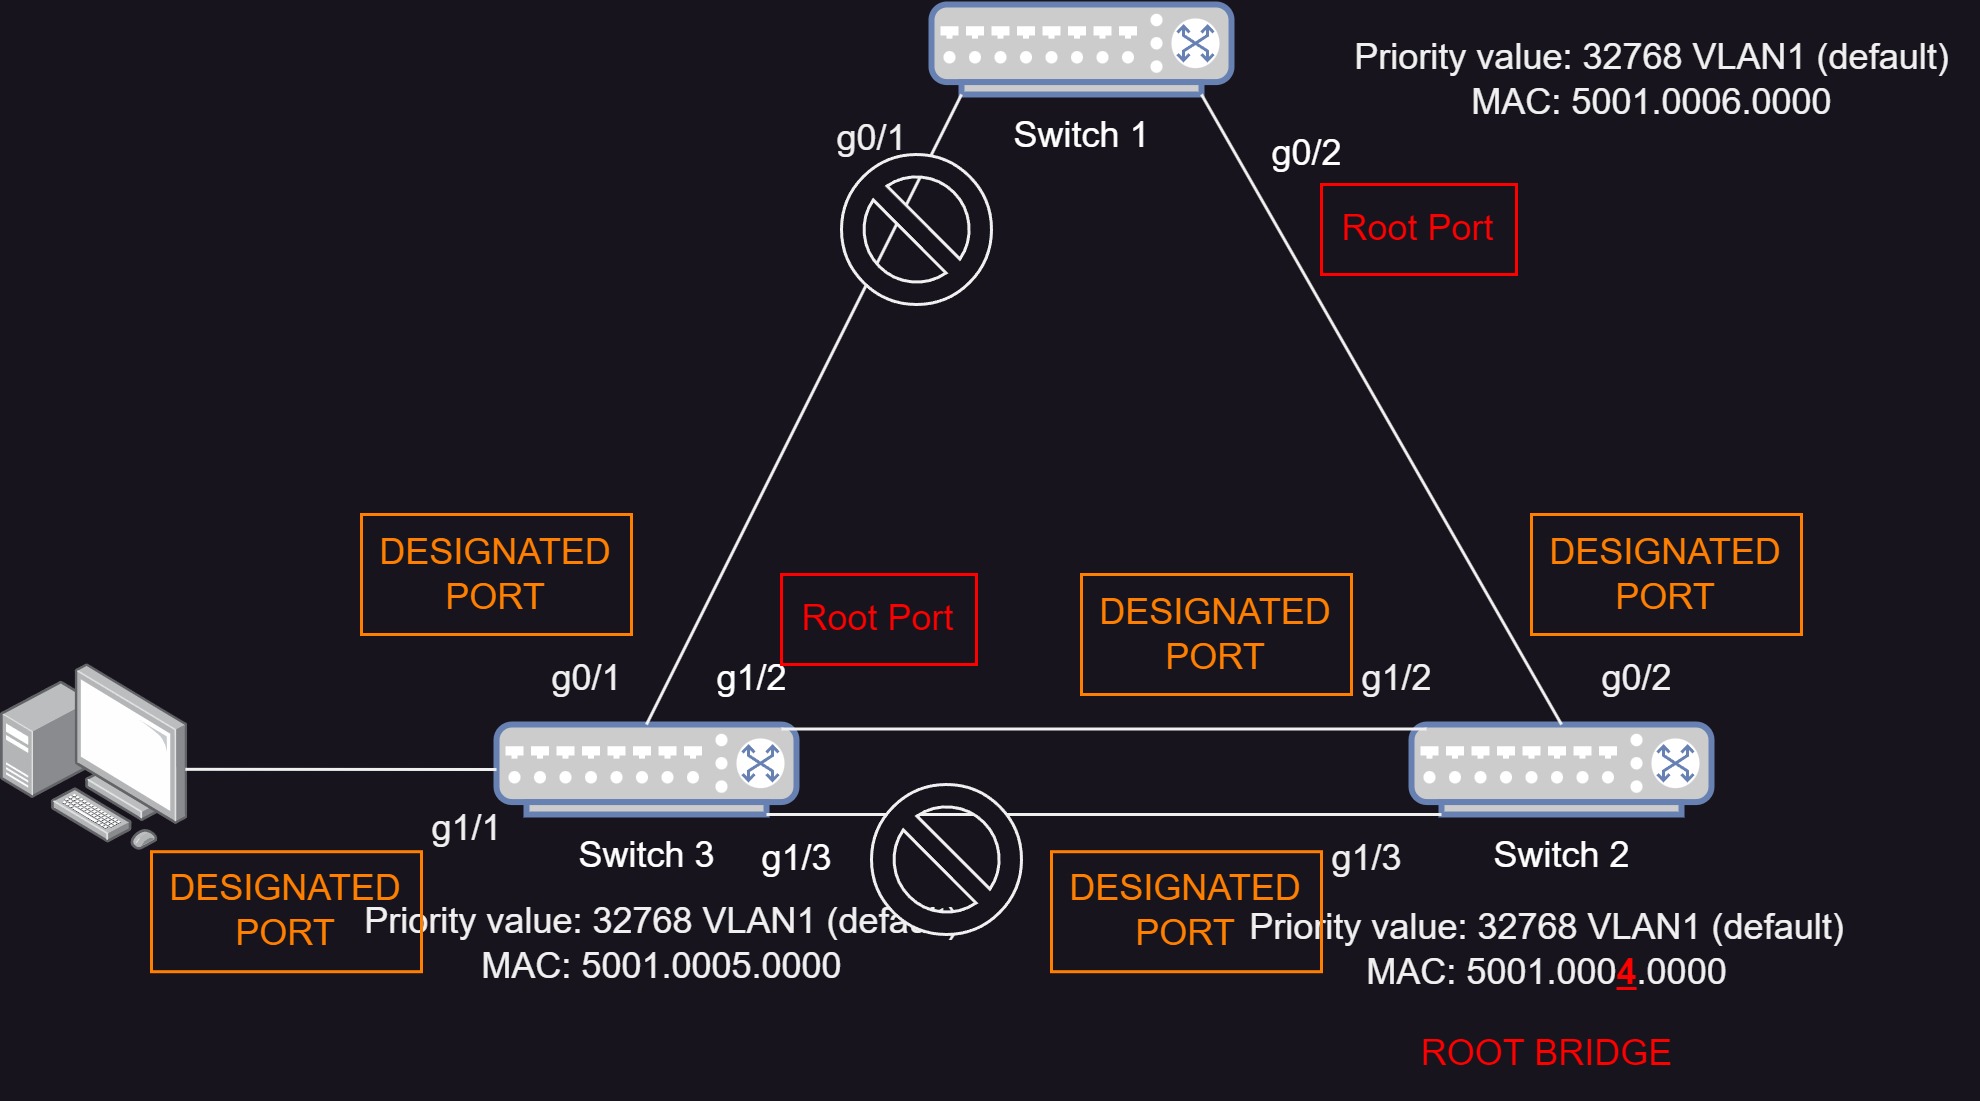 Priority value: 32768 VLAN1 (default)
MAC: 5001.0006.0000
Switch 1
g0/1
g0/2
Root Port
DESIGNATED
PORT
Root Port
DESIGNATED
PORT
DESIGNATED
PORT
g0/1
g1/2
g1/2
g0/2
g1/1
Switch 3
g1/3
g1/3
Switch 2
DESIGNATED
PORT
Priority value: 32768 VLAN1
MAC: 5001.0005.0000
DESIGNATED
PORT
Priority value: 32768 VLAN1 (default)
MAC: 5001.0004.0000
ROOT BRIDGE